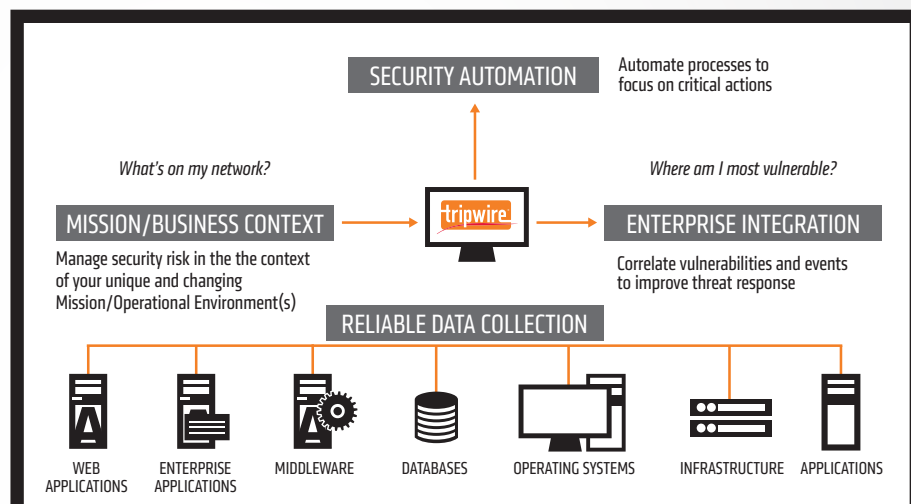 SECURITY AUTOMATION
Automate processes to
focus on critical actions
What's on my network?
Where am I most vulnerable?
tripwire
MISSION/BUSINESS CONTEXT
ENTERPRISE INTEGRATION
Manage security risk in the the context
of your unique and changing
Mission/Operational Environment(s)
Correlate vulnerabilities and events
to improve threat response
RELIABLE DATA COLLECTION
WEB
APPLICATIONS
ENTERPRISE
APPLICATIONS
MIDDLEWARE
DATABASES
OPERATING SYSTEMS
INFRASTRUCTURE
APPLICATIONS